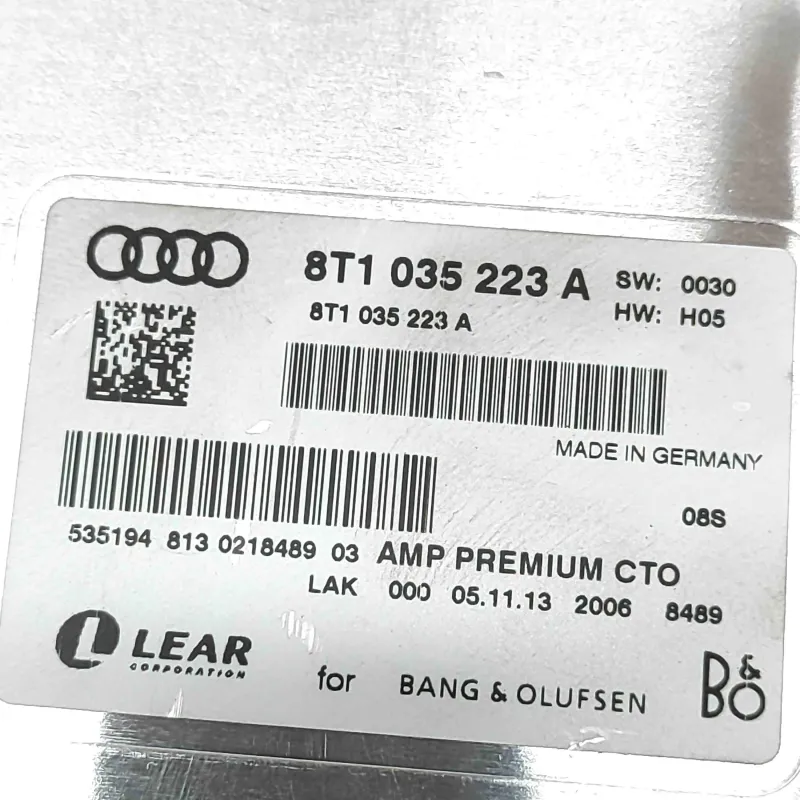 8T1 035 223 A SW: 0030
8T1 035 223 A HW: H05
MADE IN GERMANY
08S
535194 813 0218489 03 AMP PREMIUM CTO
LAK 000 05.11.13 2006 8489
L LEAR
CORPORATION
for BANG & OLUFSEN B&O